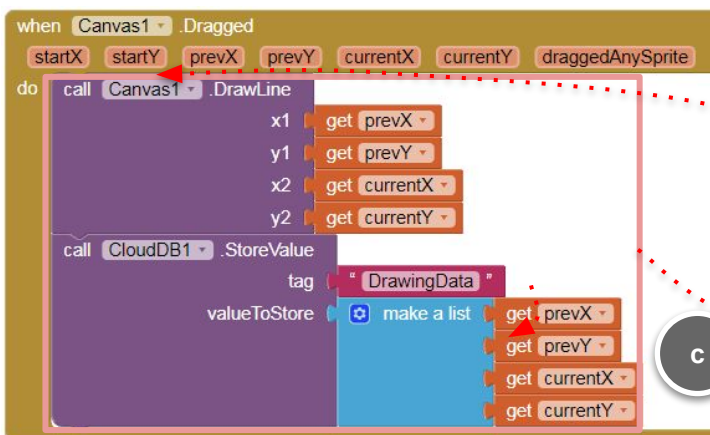 when Canvas1 .Dragged
startX startY prevX prevY currentX currentY draggedAnySprite
do call Canvas1 .DrawLine
x1 get prevX
y1 get prevY
x2 get currentX
y2 get currentY
call CloudDB1 .StoreValue
tag " DrawingData "
valueToStore make a list get prevX
get prevY
get currentX
get currentY
c